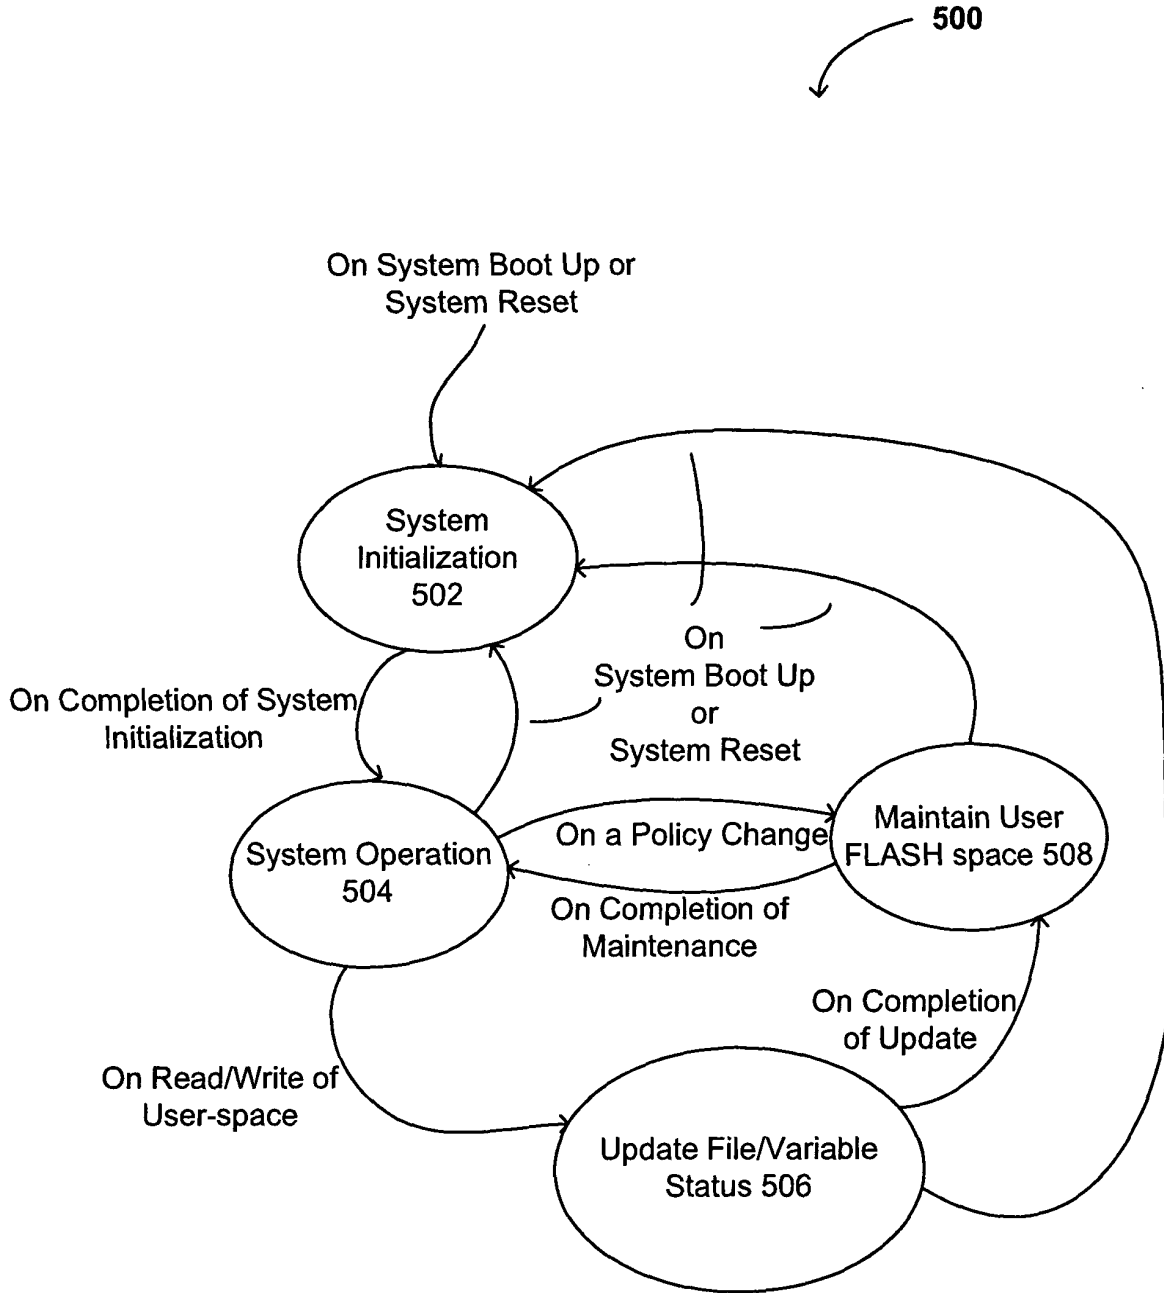 500
On System Boot Up or
System Reset
System
Initialization
502
On
System Boot Up
or
System Reset
On Completion of System
Initialization
System Operation
504
On a Policy Change
Maintain User
FLASH space 508
On Completion of
Maintenance
On Completion
of Update
On Read/Write of
User-space
Update File/Variable
Status 506